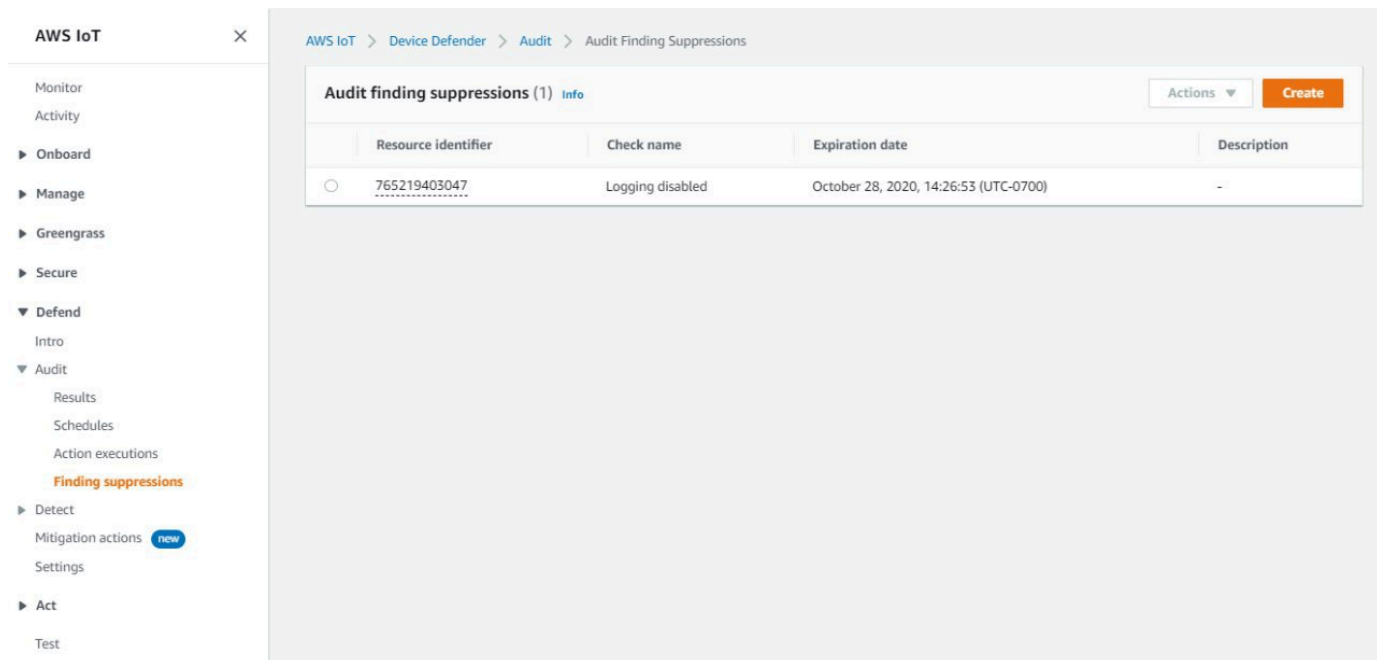 AWS IoT
Monitor
Activity
Onboard
Manage
Greengrass
Secure
Defend
Intro
Audit
Results
Schedules
Action executions
Finding suppressions
Detect
Mitigation actions new
Settings
Act
Test
AWS IoT > Device Defender > Audit > Audit Finding Suppressions
Audit finding suppressions (1) Info
Actions Create
Resource identifier Check name Expiration date Description
765219403047 Logging disabled October 28, 2020, 14:26:53 (UTC-0700) -